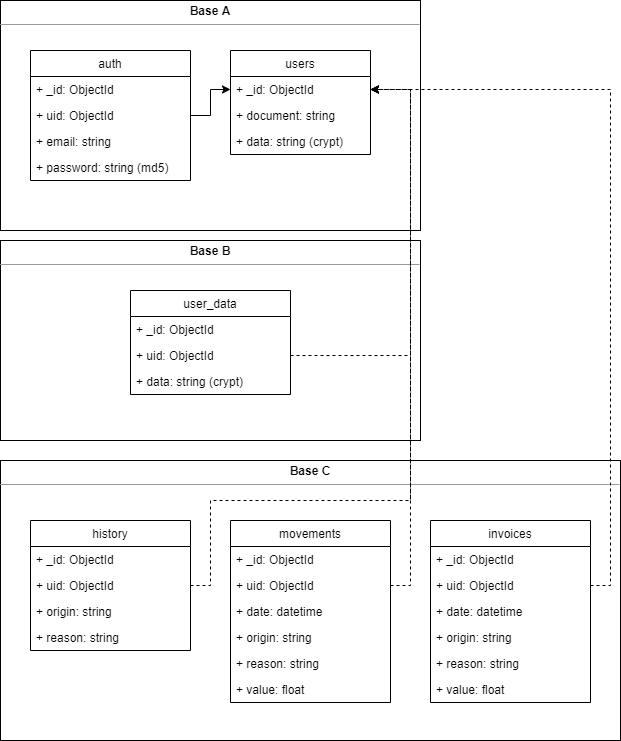 Base A
auth
+ _id: ObjectId
+ uid: ObjectId
+ email: string
+ password: string (md5)
users
+ _id: ObjectId
+ document: string
+ data: string (crypt)
Base B
user_data
+ _id: ObjectId
+ uid: ObjectId
+ data: string (crypt)
Base C
history
+ _id: ObjectId
+ uid: ObjectId
+ origin: string
+ reason: string
movements
+ _id: ObjectId
+ uid: ObjectId
+ date: datetime
+ origin: string
+ reason: string
+ value: float
invoices
+ _id: ObjectId
+ uid: ObjectId
+ date: datetime
+ origin: string
+ reason: string
+ value: float